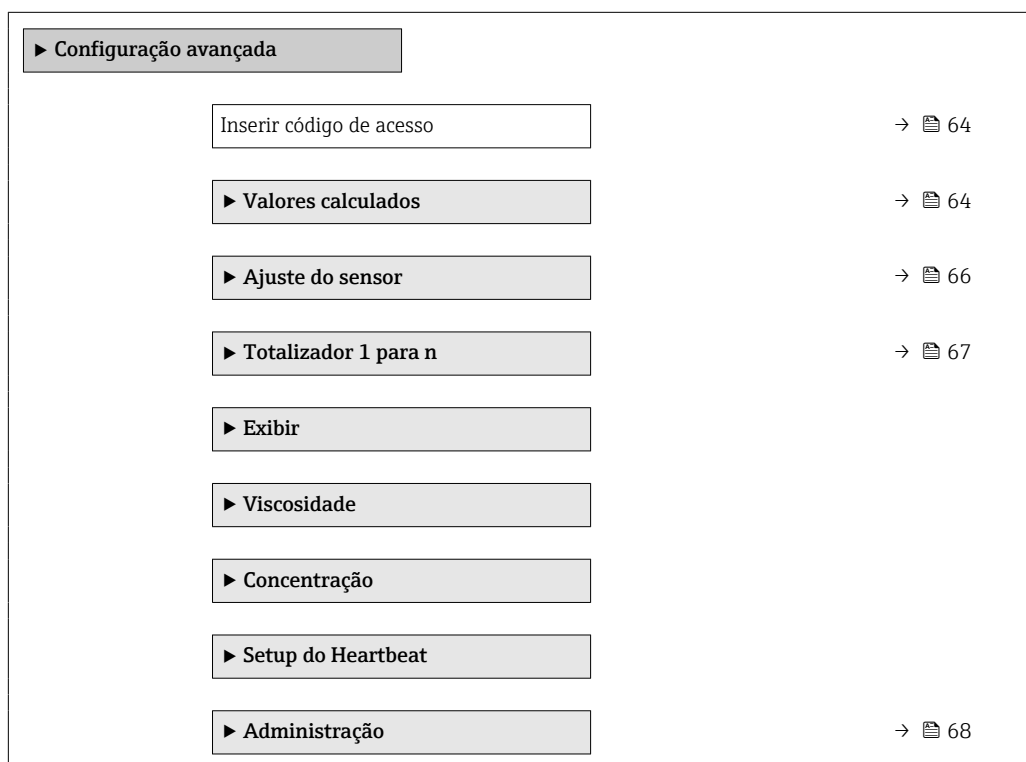 ▶ Configuração avançada
Inserir código de acesso → 64
▶ Valores calculados → 64
▶ Ajuste do sensor → 66
▶ Totalizador 1 para n → 67
▶ Exibir
▶ Viscosidade
▶ Concentração
▶ Setup do Heartbeat
▶ Administração → 68